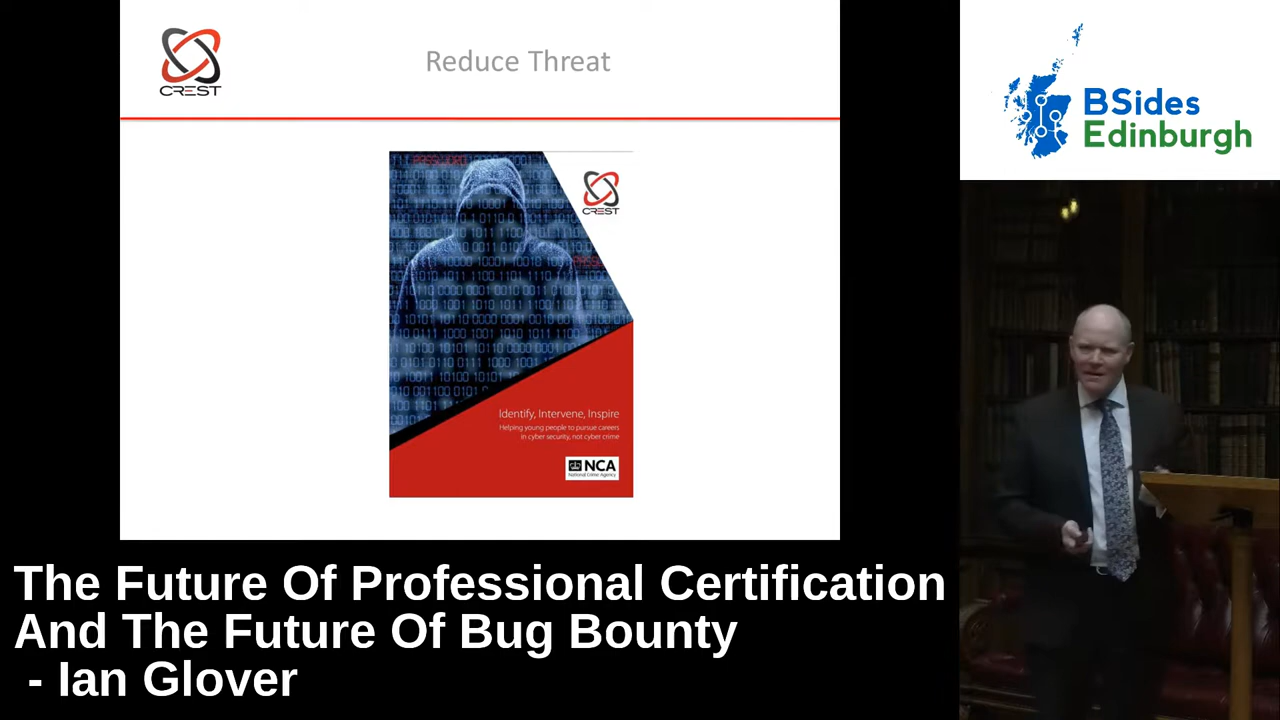 CREST
Reduce Threat
BSides
Edinburgh
PASSWORD
CREST
Identify, Intervene, Inspire
Helping young people to pursue careers
in cyber security, not cyber crime
NCA
National Crime Agency
The Future Of Professional Certification
And The Future Of Bug Bounty
- Ian Glover